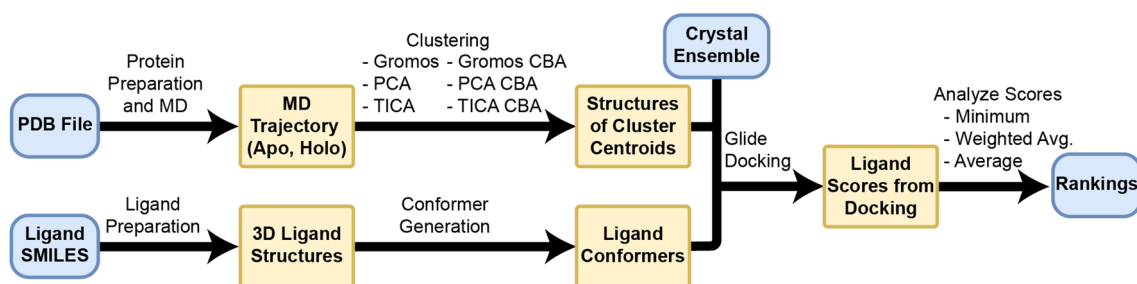 PDB File
Protein
Preparation
and MD
MD
Trajectory
(Apo, Holo)
Clustering
- Gromos
- PCA
- TICA
- Gromos CBA
- PCA CBA
- TICA CBA
Structures
of Cluster
Centroids
Crystal
Ensemble
Ligand
SMILES
Ligand
Preparation
3D Ligand
Structures
Conformer
Generation
Ligand
Conformers
Glide
Docking
Ligand
Scores from
Docking
Analyze Scores
- Minimum
- Weighted Avg.
- Average
Rankings